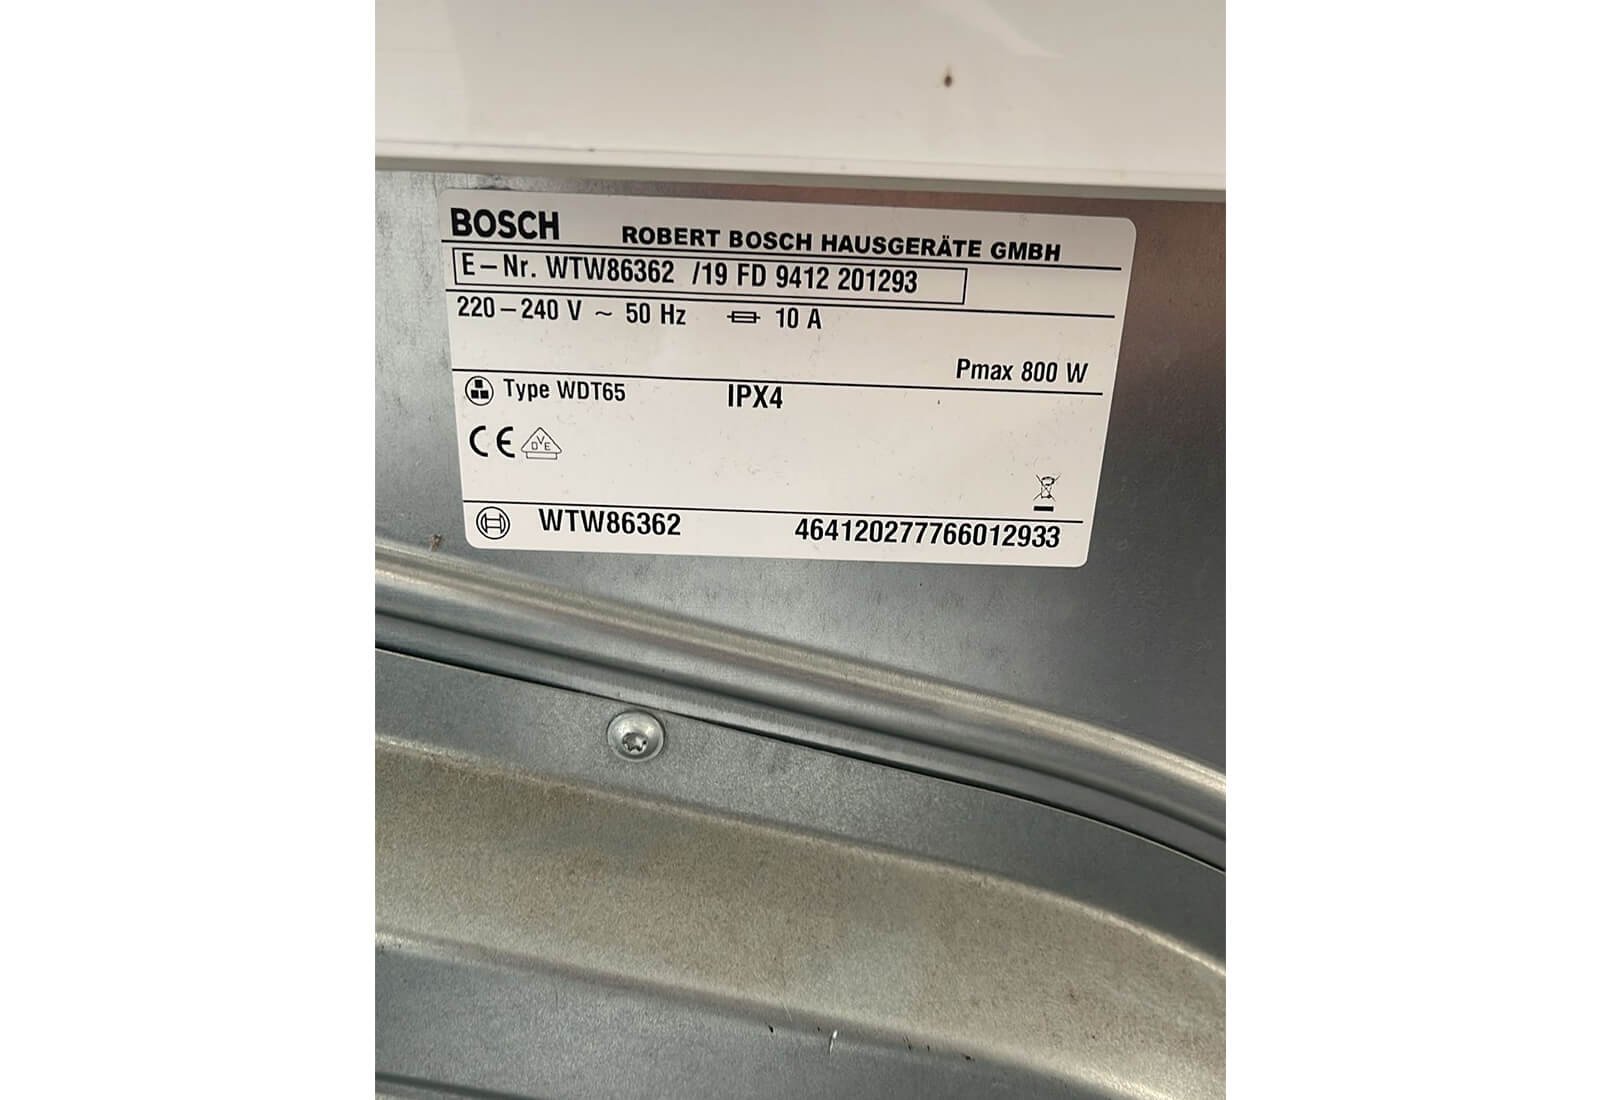 BOSCH ROBERT BOSCH HAUSGERÄTE GMBH
E-Nr. WTW86362 /19 FD 9412 201293
220-240 V ~ 50 Hz 10 A
Pmax 800 W
Type WDT65 IPX4
CE DVE
WTW86362 464120277766012933